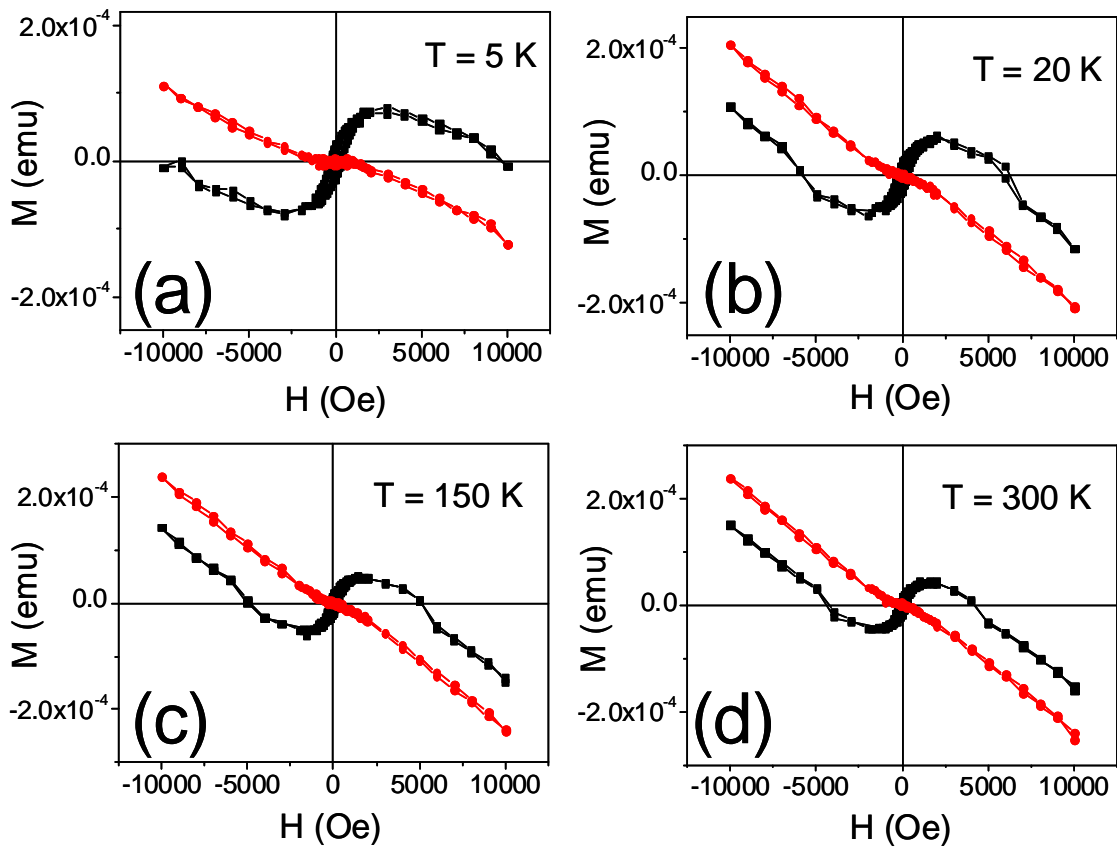 2.0x10⁻⁴
0.0
-2.0x10⁻⁴
M (emu)
T = 5 K
(a)
-10000 -5000 0 5000 10000
H (Oe)
2.0x10⁻⁴
0.0
-2.0x10⁻⁴
M (emu)
T = 20 K
(b)
-10000 -5000 0 5000 10000
H (Oe)
2.0x10⁻⁴
0.0
-2.0x10⁻⁴
M (emu)
T = 150 K
(c)
-10000 -5000 0 5000 10000
H (Oe)
2.0x10⁻⁴
0.0
-2.0x10⁻⁴
M (emu)
T = 300 K
(d)
-10000 -5000 0 5000 10000
H (Oe)